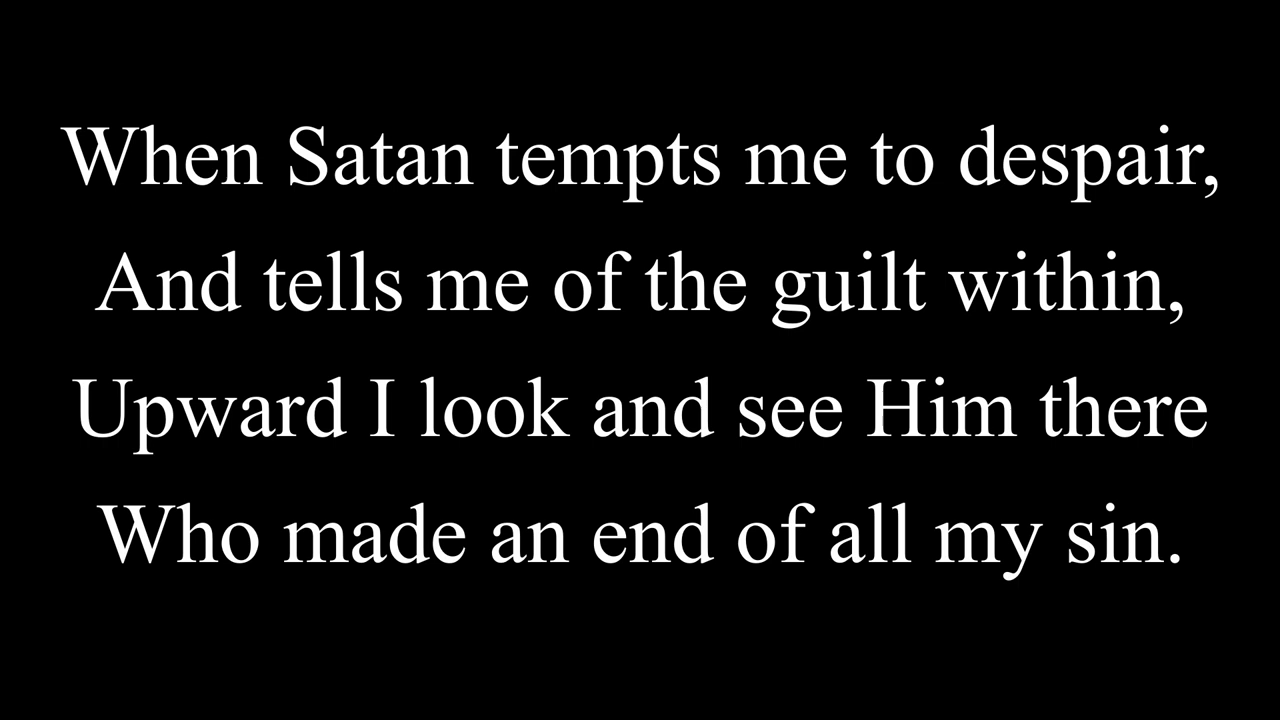 When Satan tempts me to despair,
And tells me of the guilt within,
Upward I look and see Him there
Who made an end of all my sin.